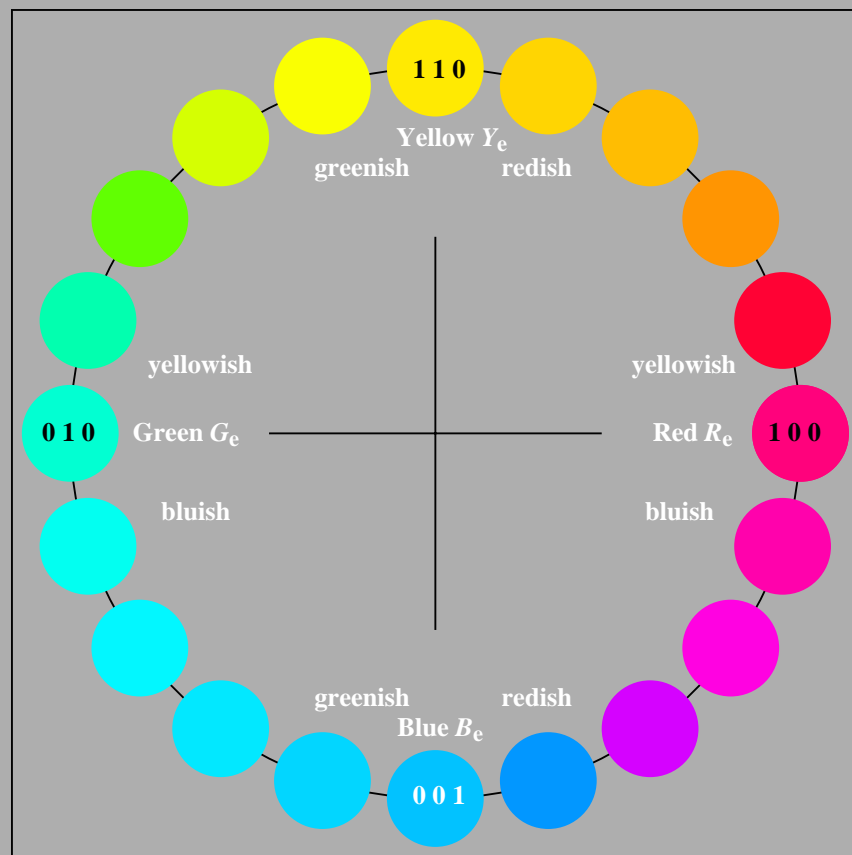 1 1 0
Yellow Ye
greenish redish
yellowish yellowish
0 1 0 Green Ge Red Re 1 0 0
bluish bluish
greenish redish
Blue Be
0 0 1